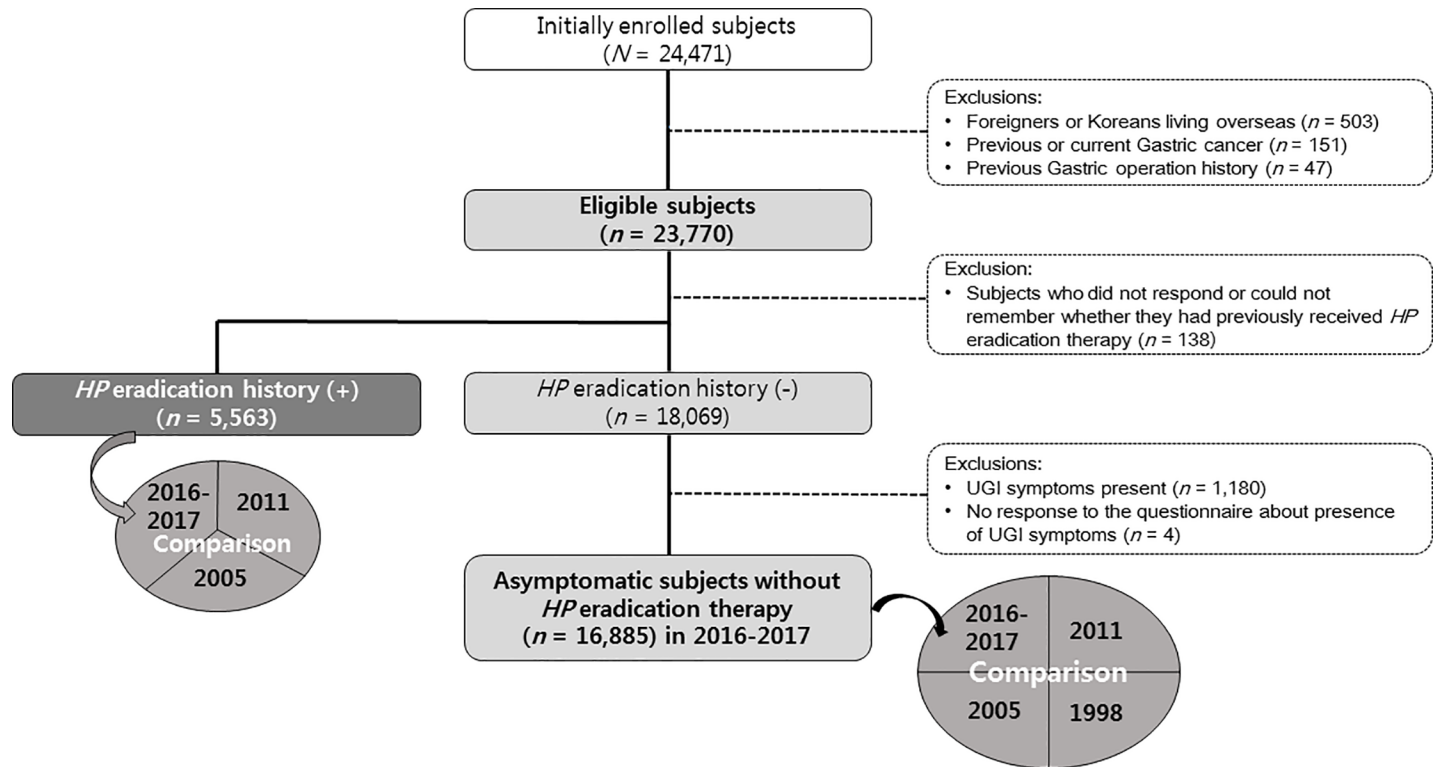 Initially enrolled subjects
(N = 24,471)
Exclusions:
• Foreigners or Koreans living overseas (n = 503)
• Previous or current Gastric cancer (n = 151)
• Previous Gastric operation history (n = 47)
Eligible subjects
(n = 23,770)
Exclusion:
• Subjects who did not respond or could not
remember whether they had previously received HP
eradication therapy (n = 138)
HP eradication history (+)
(n = 5,563)
HP eradication history (-)
(n = 18,069)
Exclusions:
• UGI symptoms present (n = 1,180)
• No response to the questionnaire about presence
of UGI symptoms (n = 4)
2016-
2017
2011
Comparison
2005
Asymptomatic subjects without
HP eradication therapy
(n = 16,885) in 2016-2017
2016-
2017
2011
Comparison
2005
1998